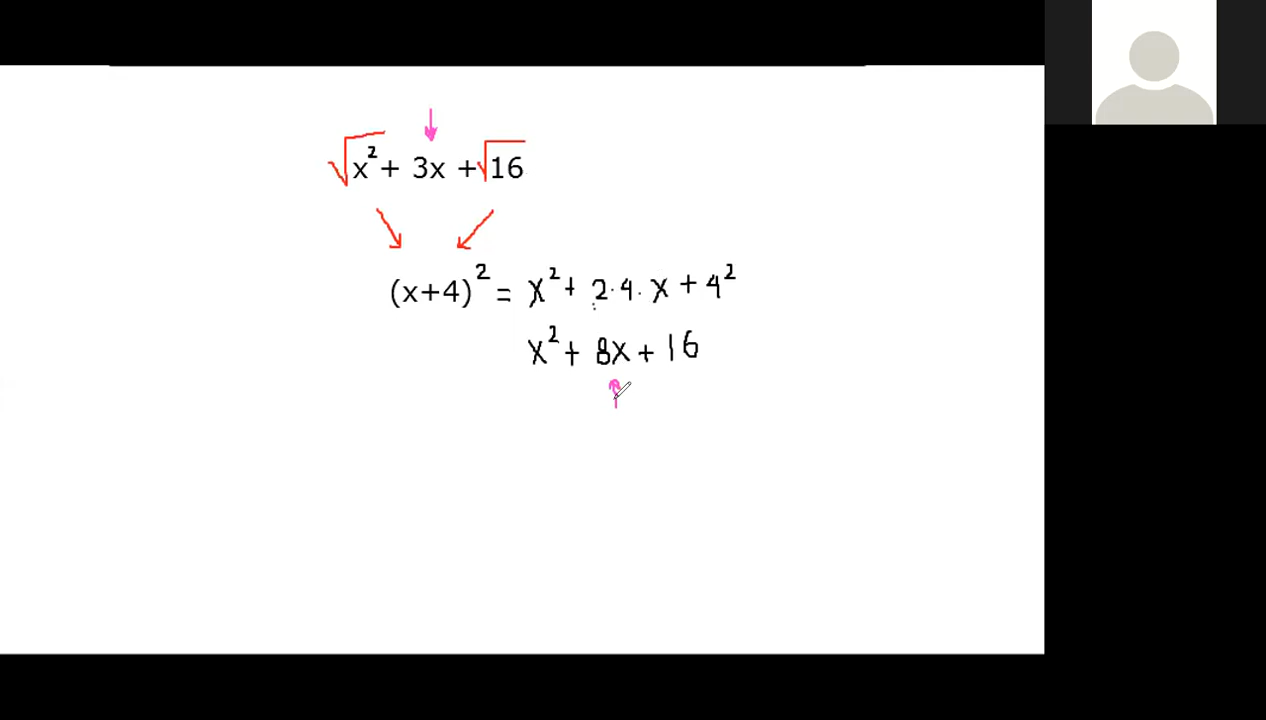 √x² + 3x + √16
(x+4)² = x² + 2·4·x + 4²
x² + 8x + 16